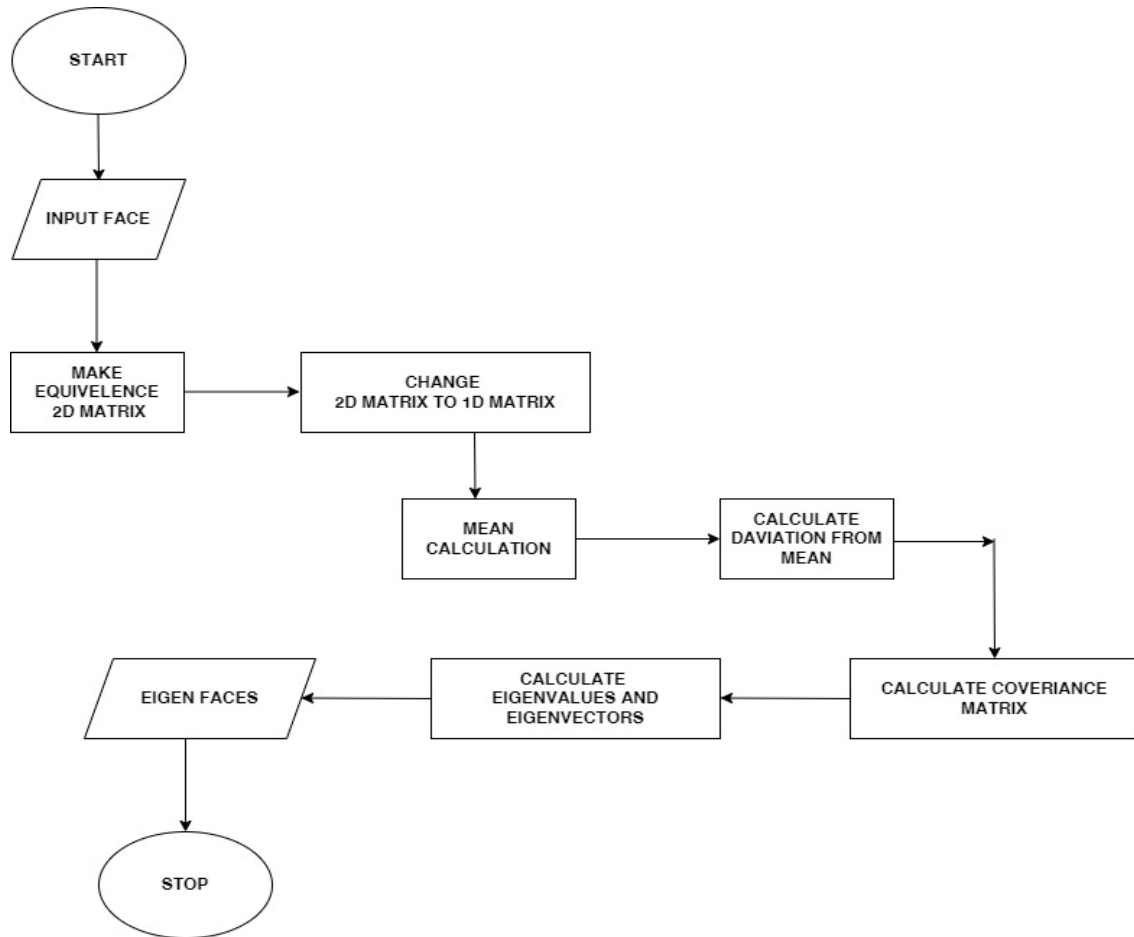 START
INPUT FACE
MAKE
EQUIVELENCE
2D MATRIX
CHANGE
2D MATRIX TO 1D MATRIX
MEAN
CALCULATION
CALCULATE
DAVIATION FROM
MEAN
CALCULATE COVERIANCE
MATRIX
CALCULATE
EIGENVALUES AND
EIGENVECTORS
EIGEN FACES
STOP